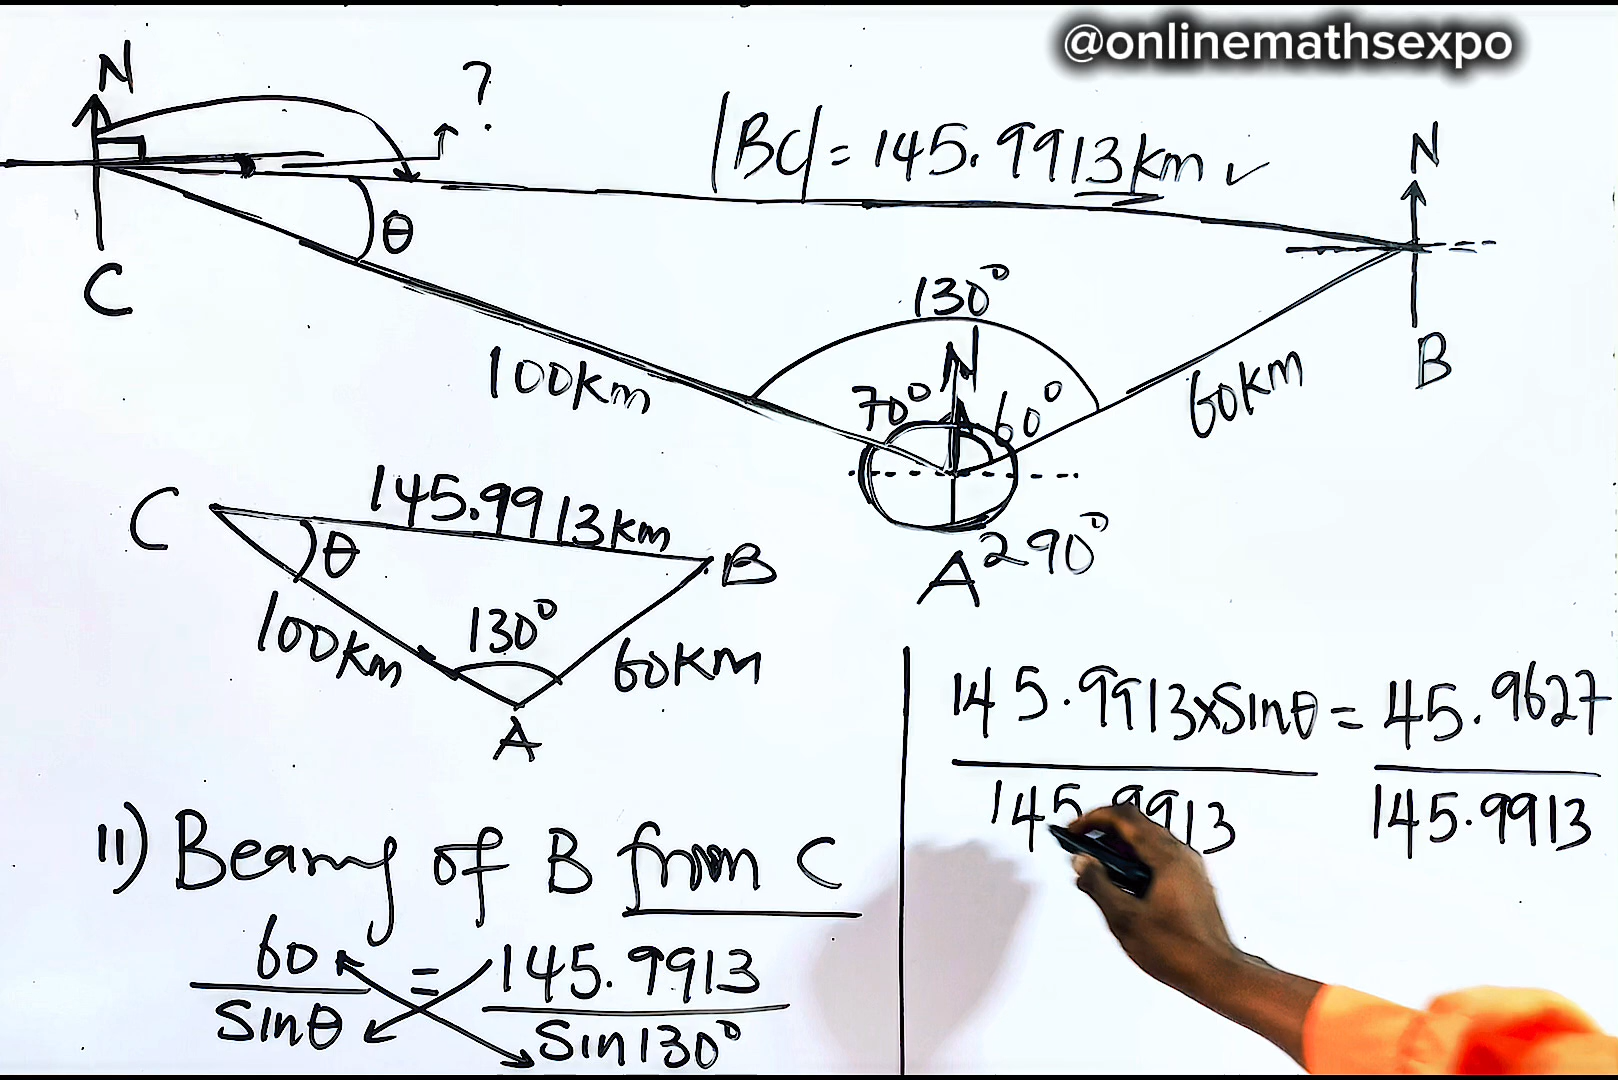 @onlinemathsexpo
N
?
|BC| = 145.9913km ✓
N
C
θ
130°
N
100km
70°
60°
60km
B
A
290°
C
145.9913km
θ
B
100km
130°
60km
A
145.9913×Sinθ = 45.9627
145.9913 145.9913
11) Bearing of B from C
60 = 145.9913
Sinθ Sin130°